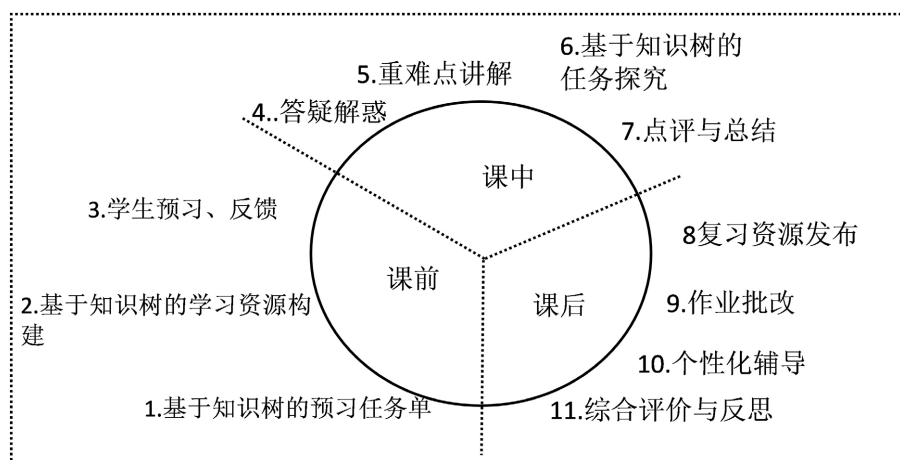 6.基于知识树的
任务探究
5.重难点讲解
4..答疑解惑
7.点评与总结
课中
3.学生预习、反馈
8复习资源发布
课前
2.基于知识树的学习资源构
建
课后
9.作业批改
10.个性化辅导
1.基于知识树的预习任务单
11.综合评价与反思